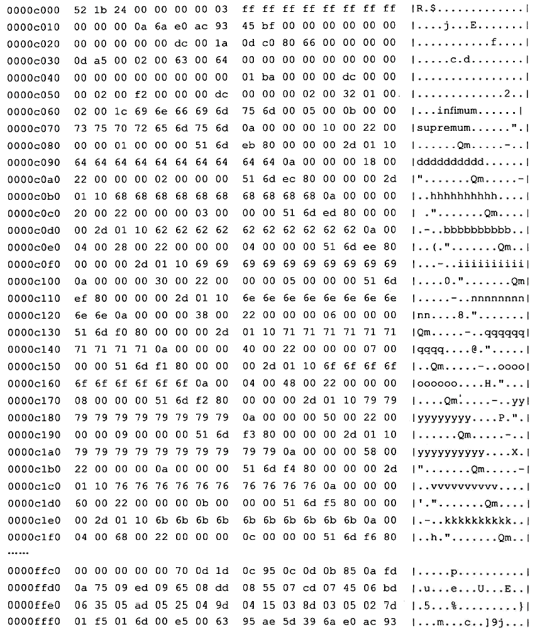 0000c000 52 1b 24 00 00 00 00 03 ff ff ff ff ff ff ff ff |R.$.............|
0000c010 00 00 00 0a 6a e0 ac 93 45 bf 00 00 00 00 00 00 |....j...E.......|
0000c020 00 00 00 00 00 dc 00 1a 0d c0 80 66 00 00 00 00 |...........f....|
0000c030 0d a5 00 02 00 63 00 64 00 00 00 00 00 00 00 00 |.....c.d........|
0000c040 00 00 00 00 00 00 00 00 01 ba 00 00 00 dc 00 00 |................|
0000c050 00 02 00 f2 00 00 00 dc 00 00 00 02 00 32 01 00 |.............2..|
0000c060 02 00 1c 69 6e 66 69 6d 75 6d 00 05 00 0b 00 00 |...infimum......|
0000c070 73 75 70 72 65 6d 75 6d 0a 00 00 00 10 00 22 00 |supremum......".|
0000c080 00 00 01 00 00 00 51 6d eb 80 00 00 00 2d 01 10 |......Qm.....-..|
0000c090 64 64 64 64 64 64 64 64 64 64 0a 00 00 00 18 00 |dddddddddd......|
0000c0a0 22 00 00 00 02 00 00 00 51 6d ec 80 00 00 00 2d |".......Qm.....-|
0000c0b0 01 10 68 68 68 68 68 68 68 68 68 68 0a 00 00 00 |..hhhhhhhhhh....|
0000c0c0 20 00 22 00 00 00 03 00 00 00 51 6d ed 80 00 00 | .".......Qm....|
0000c0d0 00 2d 01 10 62 62 62 62 62 62 62 62 62 62 0a 00 |.-..bbbbbbbbbb..|
0000c0e0 04 00 28 00 22 00 00 00 04 00 00 00 51 6d ee 80 |..(.".......Qm..|
0000c0f0 00 00 00 2d 01 10 69 69 69 69 69 69 69 69 69 69 |...-..iiiiiiiiii|
0000c100 0a 00 00 00 30 00 22 00 00 00 05 00 00 00 51 6d |....0.".......Qm|
0000c110 ef 80 00 00 00 2d 01 10 6e 6e 6e 6e 6e 6e 6e 6e |.....-..nnnnnnnn|
0000c120 6e 6e 0a 00 00 00 38 00 22 00 00 00 06 00 00 00 |nn....8.".......|
0000c130 51 6d f0 80 00 00 00 2d 01 10 71 71 71 71 71 71 |Qm.....-..qqqqqq|
0000c140 71 71 71 71 0a 00 00 00 40 00 22 00 00 00 07 00 |qqqq....@.".....|
0000c150 00 00 51 6d f1 80 00 00 00 2d 01 10 6f 6f 6f 6f |..Qm.....-..oooo|
0000c160 6f 6f 6f 6f 6f 6f 0a 00 04 00 48 00 22 00 00 00 |oooooo....H."...|
0000c170 08 00 00 00 51 6d f2 80 00 00 00 2d 01 10 79 79 |....Qm.....-..yy|
0000c180 79 79 79 79 79 79 79 79 0a 00 00 00 50 00 22 00 |yyyyyyyy....P.".|
0000c190 00 00 09 00 00 00 51 6d f3 80 00 00 00 2d 01 10 |......Qm.....-..|
0000c1a0 79 79 79 79 79 79 79 79 79 79 0a 00 00 00 58 00 |yyyyyyyyyy....X.|
0000c1b0 22 00 00 00 0a 00 00 00 51 6d f4 80 00 00 00 2d |".......Qm.....-|
0000c1c0 01 10 76 76 76 76 76 76 76 76 76 76 0a 00 00 00 |..vvvvvvvvvv....|
0000c1d0 60 00 22 00 00 00 0b 00 00 00 51 6d f5 80 00 00 |`.".......Qm....|
0000c1e0 00 2d 01 10 6b 6b 6b 6b 6b 6b 6b 6b 6b 6b 0a 00 |.-..kkkkkkkkkk..|
0000c1f0 04 00 68 00 22 00 00 00 0c 00 00 00 51 6d f6 80 |..h.".......Qm..|
······
0000ffc0 00 00 00 00 00 70 0d 1d 0c 95 0c 0d 0b 85 0a fd |.....p..........|
0000ffd0 0a 75 09 ed 09 65 08 dd 08 55 07 cd 07 45 06 bd |.u...e...U...E..|
0000ffe0 06 35 05 ad 05 25 04 9d 04 15 03 8d 03 05 02 7d |.5...%.........}|
0000fff0 01 f5 01 6d 00 e5 00 63 95 ae 5d 39 6a e0 ac 93 |...m...c..]9j...|